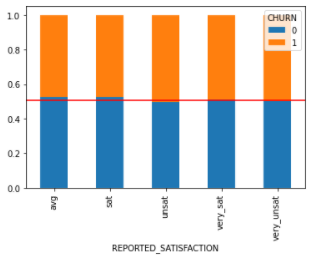 CHURN
0
1
1.0
0.8
0.6
0.4
0.2
0.0
avg
sat
unsat
very_sat
very_unsat
REPORTED_SATISFACTION